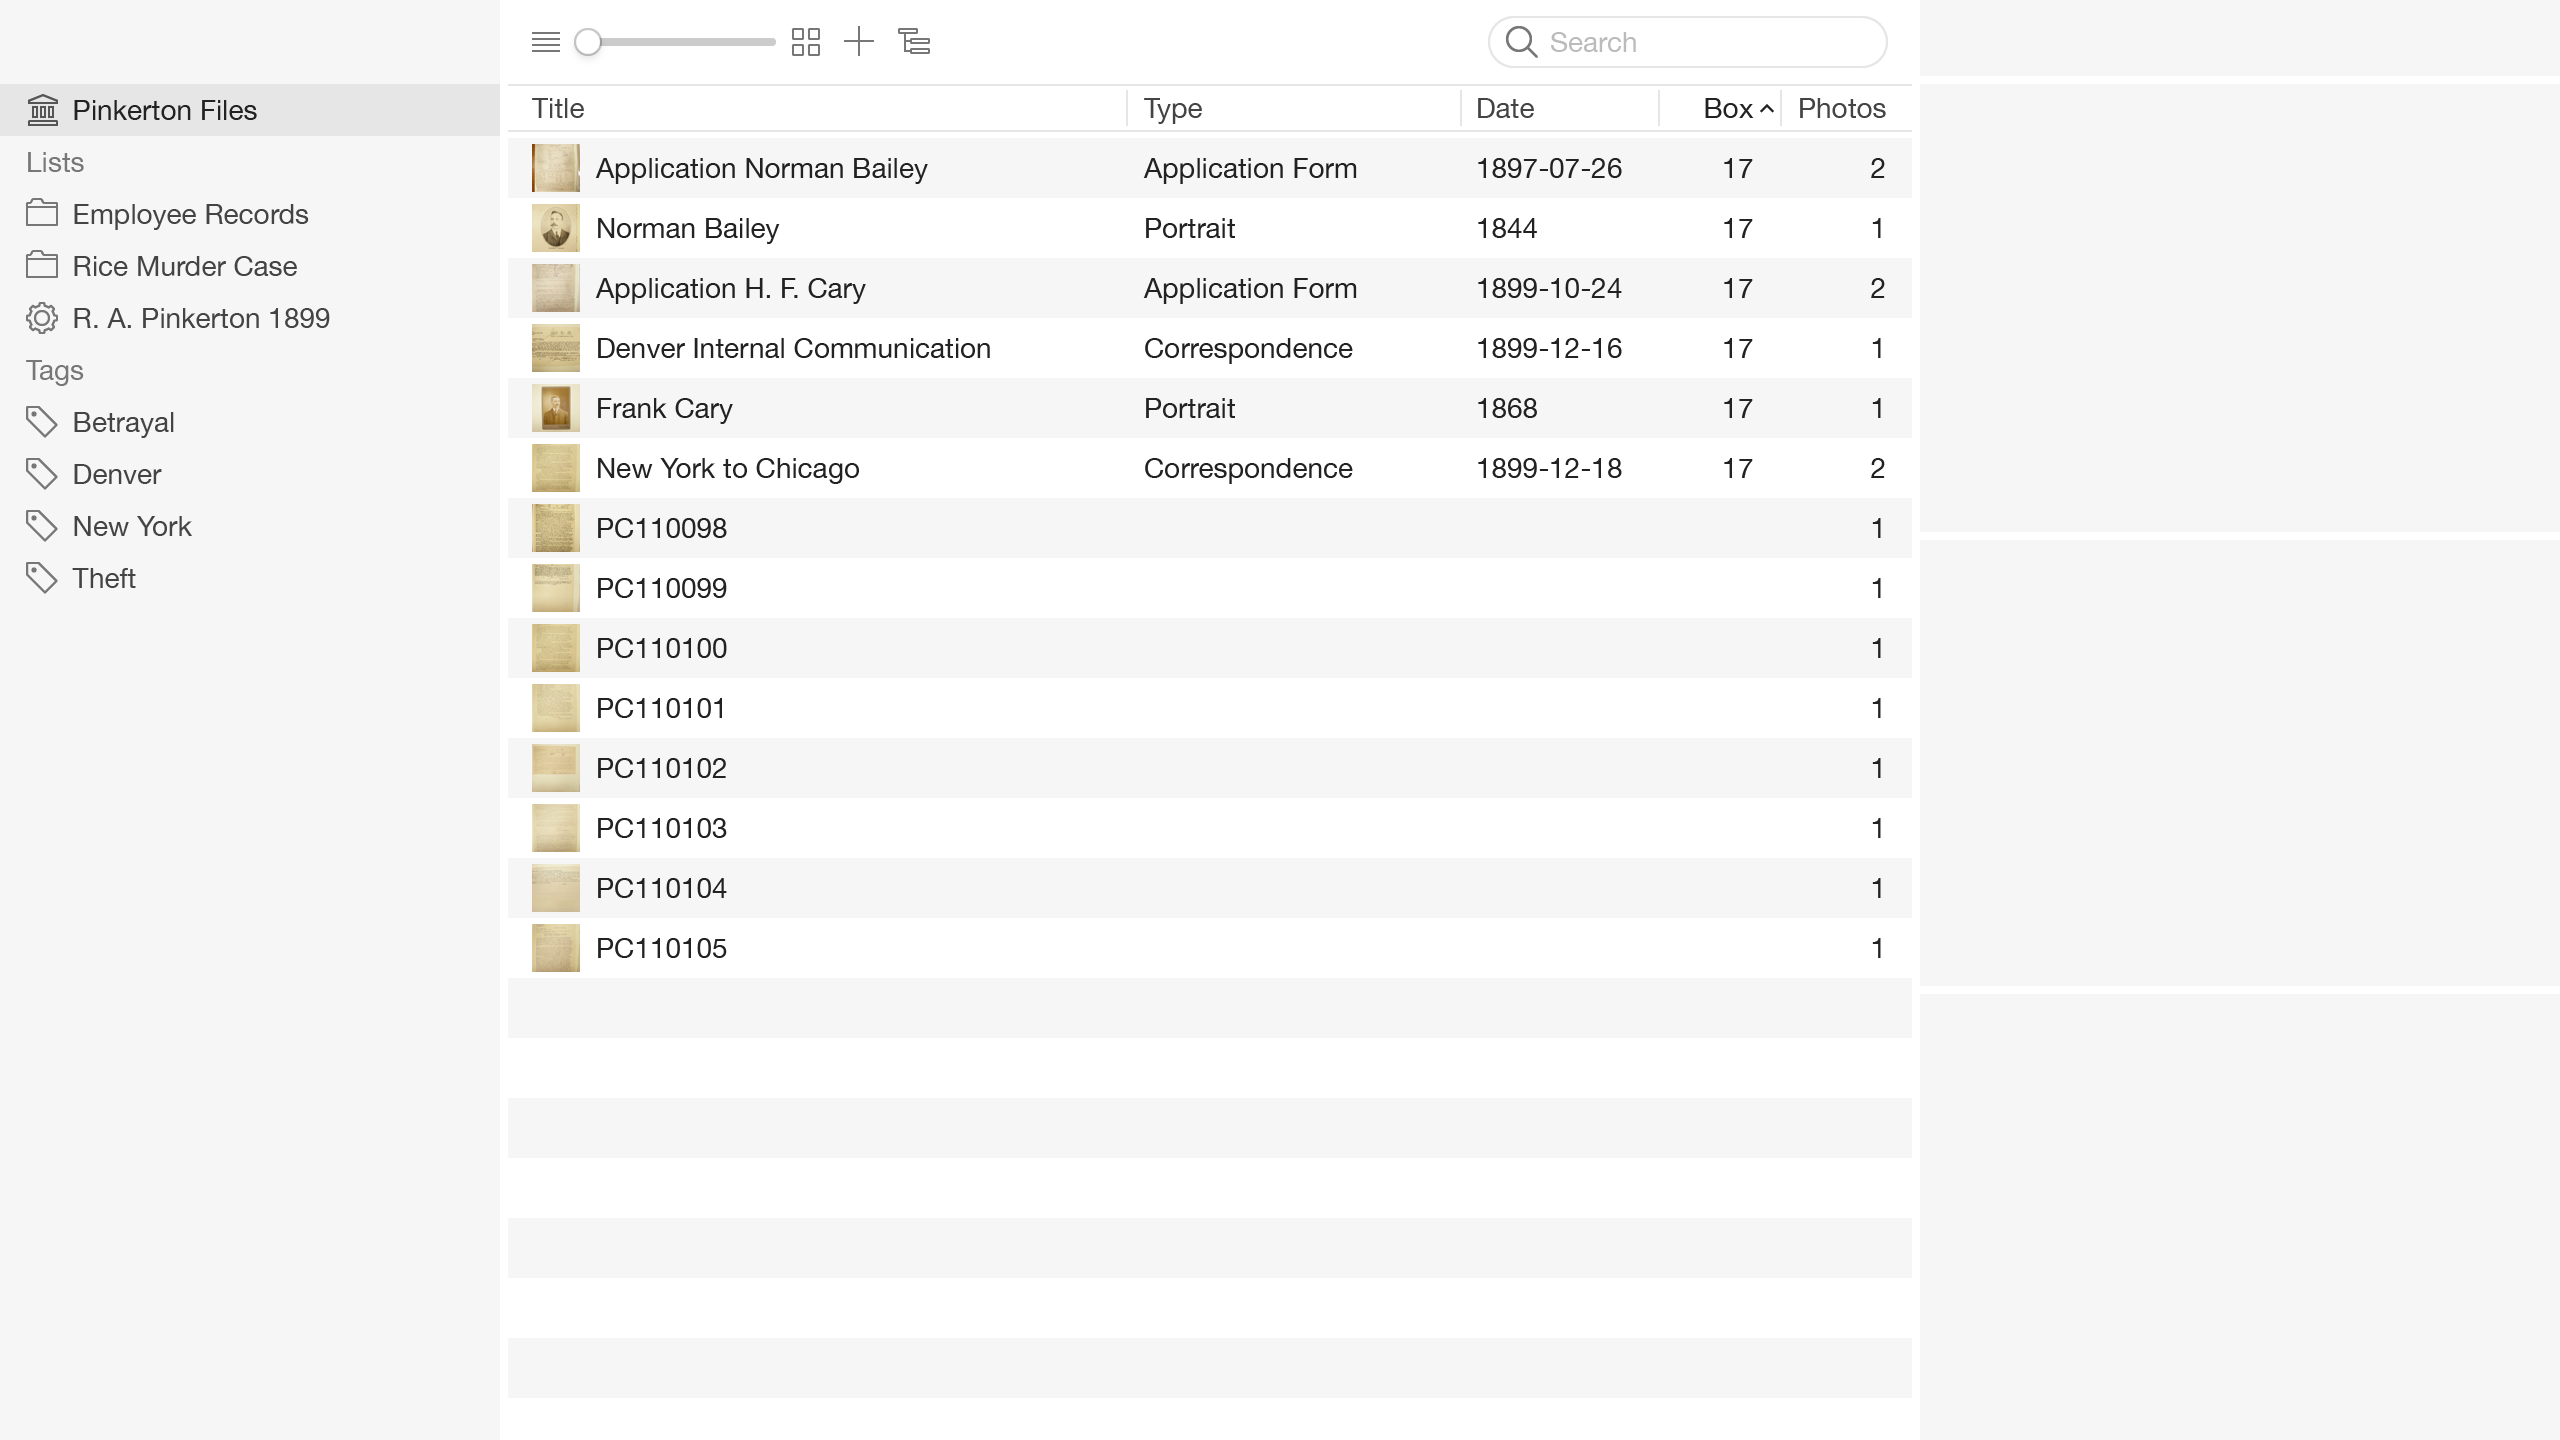 Search
Pinkerton Files
Lists
Employee Records
Rice Murder Case
R. A. Pinkerton 1899
Tags
Betrayal
Denver
New York
Theft
Title Type Date Box Photos
Application Norman Bailey Application Form 1897-07-26 17 2
Norman Bailey Portrait 1844 17 1
Application H. F. Cary Application Form 1899-10-24 17 2
Denver Internal Communication Correspondence 1899-12-16 17 1
Frank Cary Portrait 1868 17 1
New York to Chicago Correspondence 1899-12-18 17 2
PC110098 1
PC110099 1
PC110100 1
PC110101 1
PC110102 1
PC110103 1
PC110104 1
PC110105 1